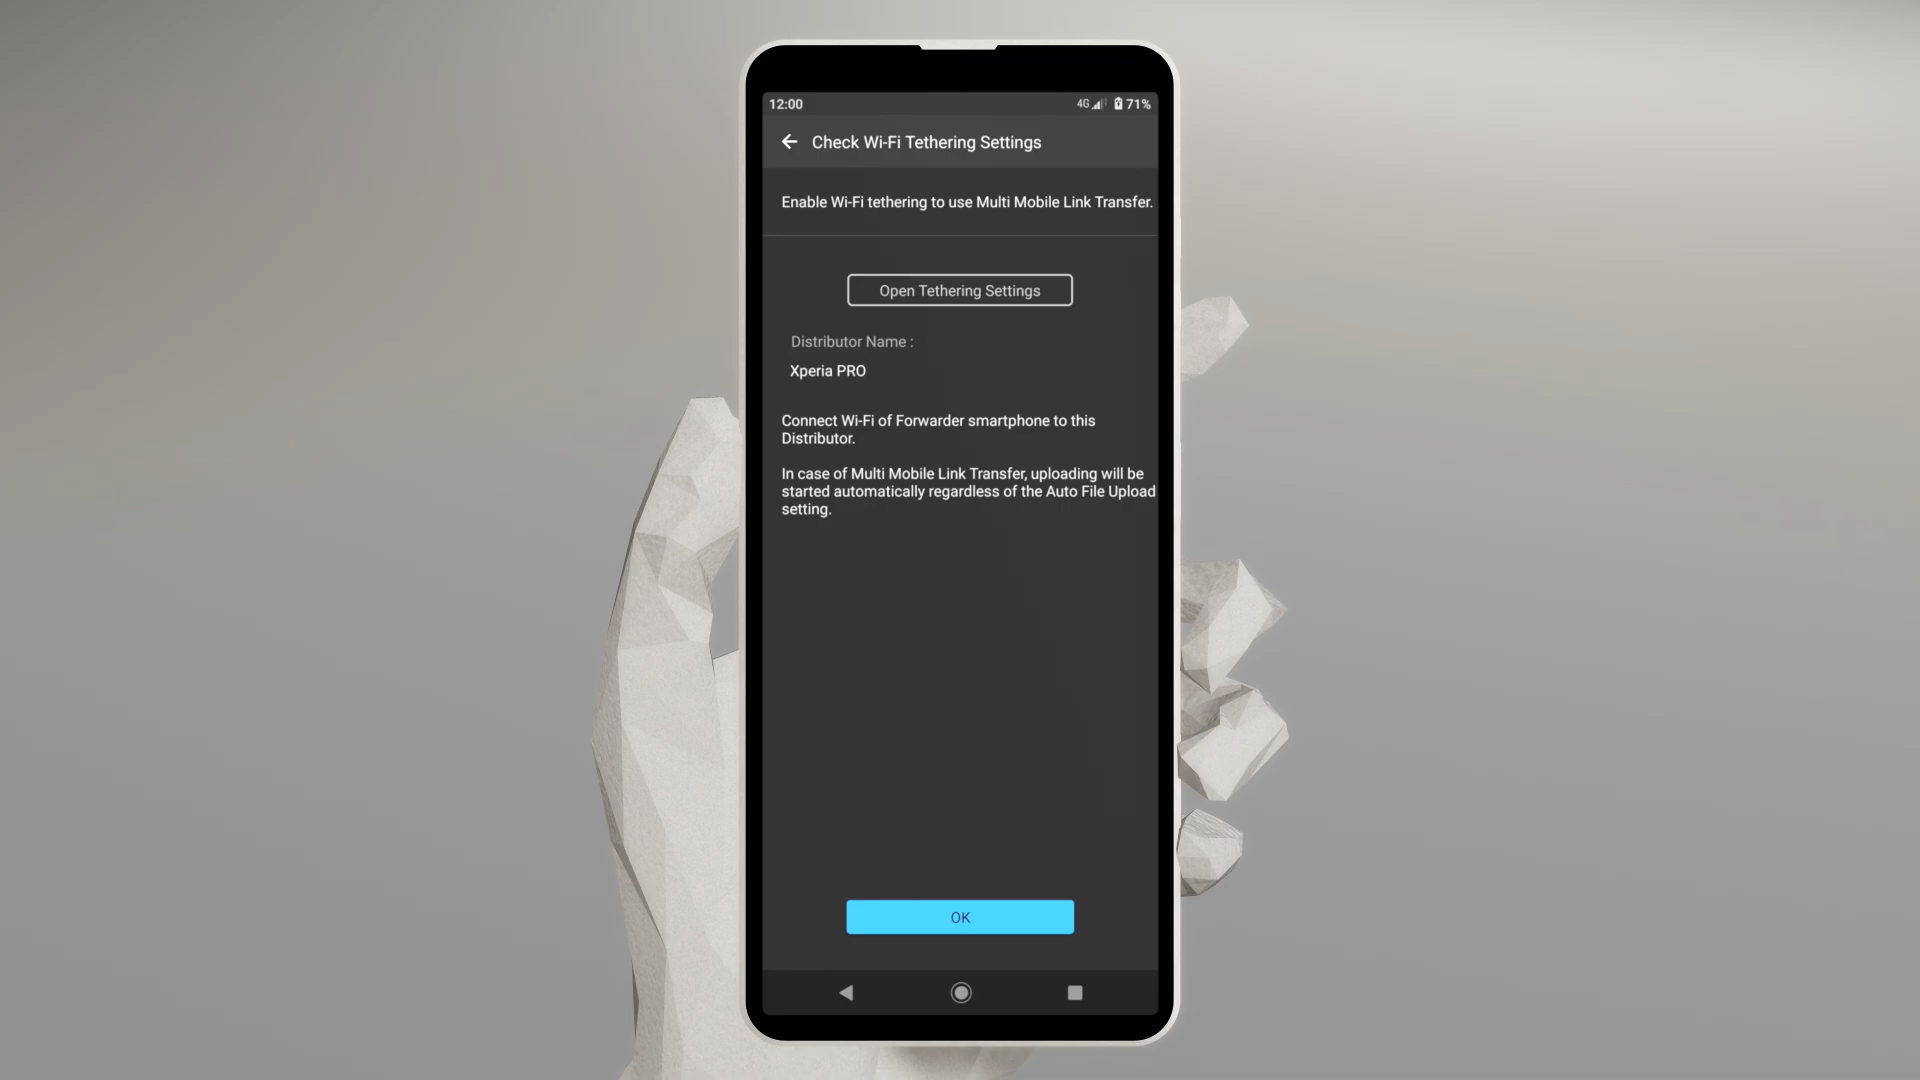 12:00
4G 71%
Check Wi-Fi Tethering Settings
Enable Wi-Fi tethering to use Multi Mobile Link Transfer.
Open Tethering Settings
Distributor Name :
Xperia PRO
Connect Wi-Fi of Forwarder smartphone to this
Distributor.
In case of Multi Mobile Link Transfer, uploading will be
started automatically regardless of the Auto File Upload
setting.
OK